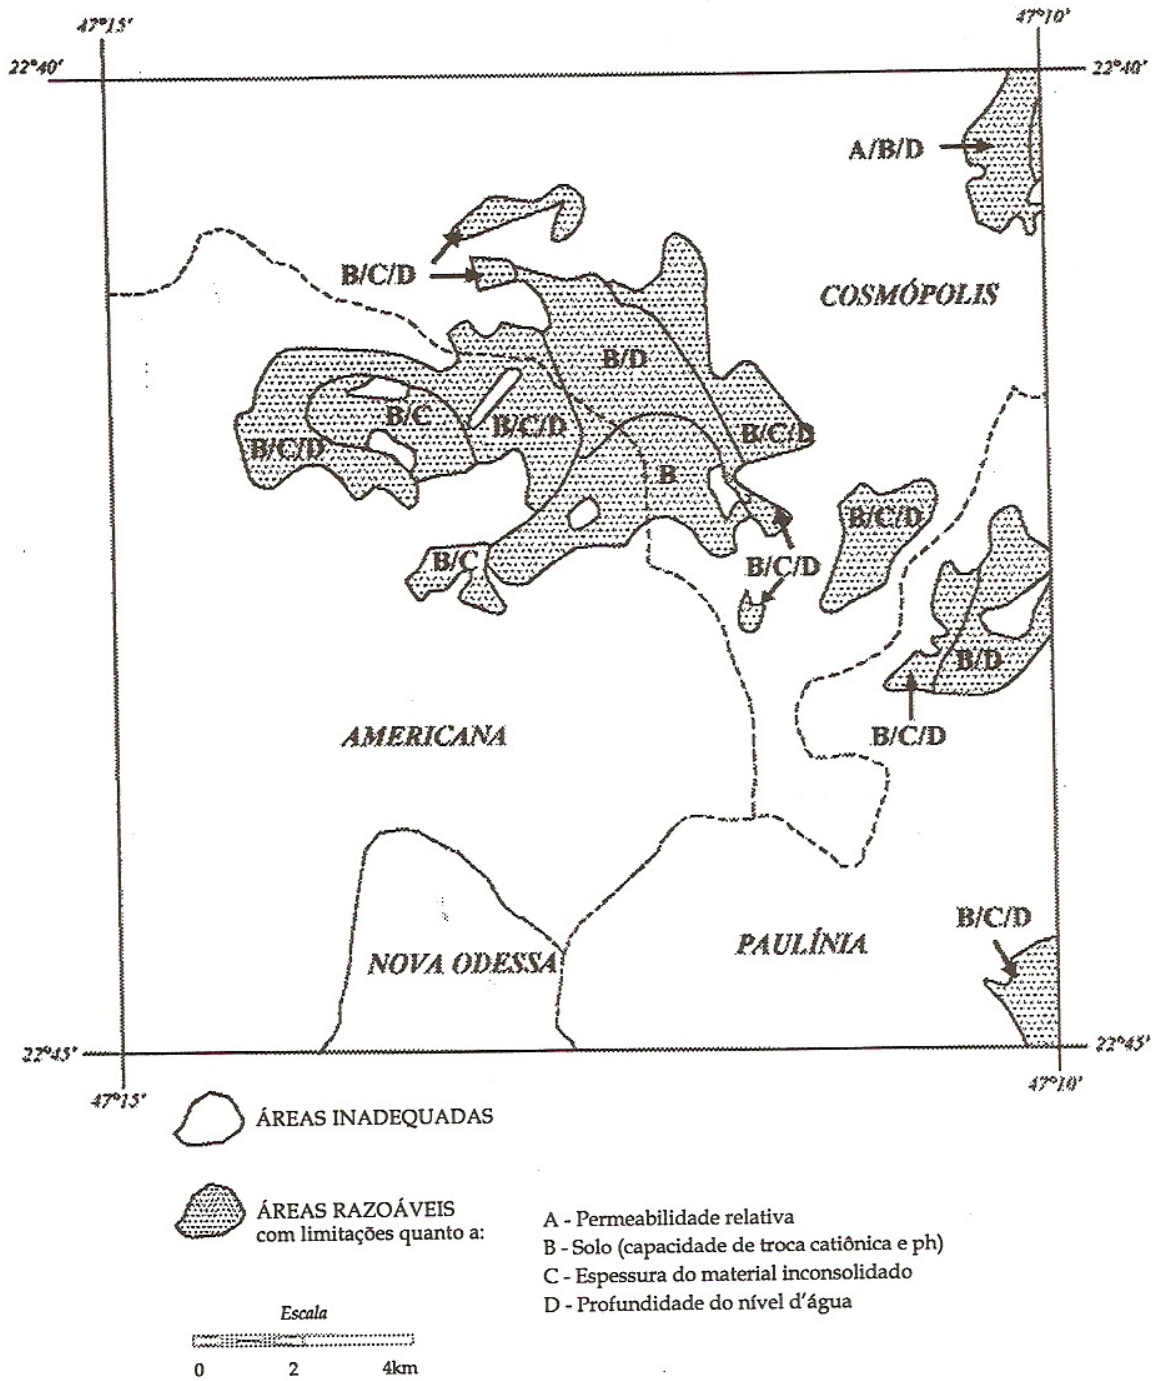 47°15'
47°10'
22°40'
22°40'
A/B/D
B/C/D
COSMÓPOLIS
B/D
B/C
B/C/D
B/C/D
B/C/D
B
B/C/D
B/C
B/C/D
B/D
B/C/D
AMERICANA
B/C/D
NOVA ODESSA
PAULÍNIA
22°45'
22°45'
47°15'
47°10'
ÁREAS INADEQUADAS
ÁREAS RAZOÁVEIS
com limitações quanto a:
A - Permeabilidade relativa
B - Solo (capacidade de troca catiônica e ph)
C - Espessura do material inconsolidado
D - Profundidade do nível d'água
Escala
0 2 4km